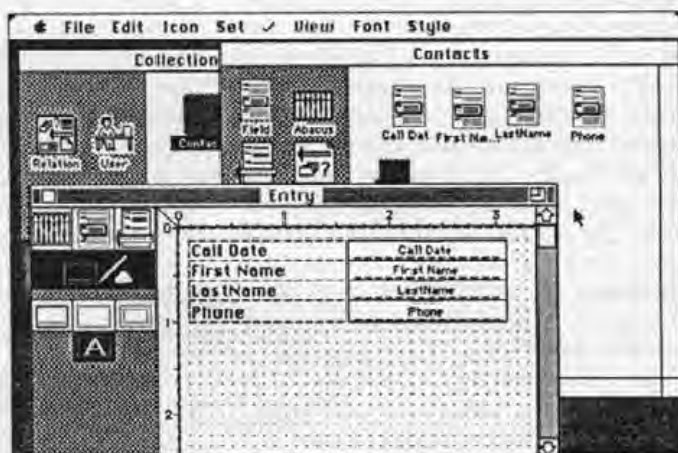 File Edit Icon Set ✓ View Font Style
Collection
Contacts
Relation
User
Contac
Field
Abacus
Call Dat
First Na...
LastName
Phone
?
Entry
0 1 2 3
0
1
2
Call Date
First Name
LastName
Phone
Call Date
First Name
LastName
Phone
A